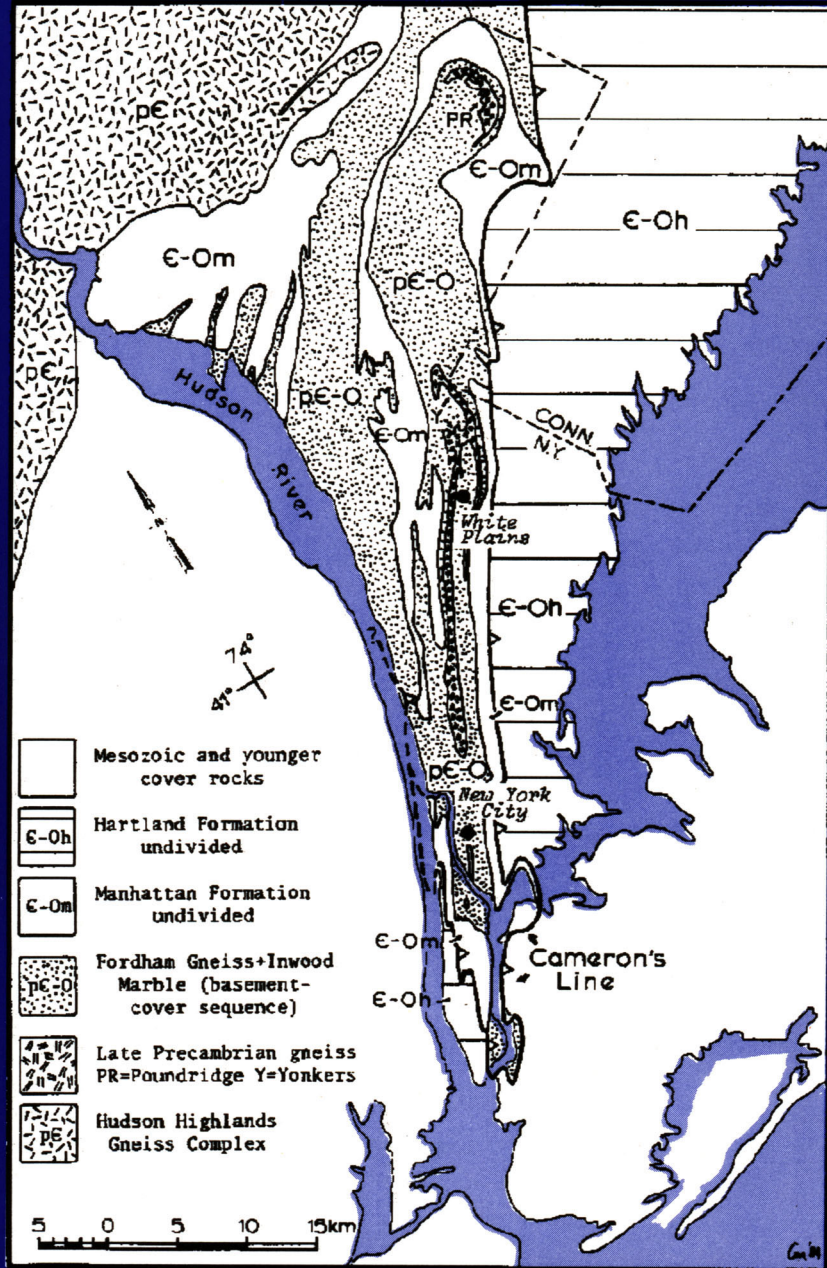 pЄ
PR
Є-Om
Є-Oh
Є-Om
pЄ-O
pЄ
Hudson
River
pЄ-O
Є-Om
Y
CONN
N.Y.
White
Plains
Є-Oh
74°
41°
?
Є-Om
pЄ-O
New York
City
Є-Om
Є-Oh
Cameron's
Line
Mesozoic and younger
cover rocks
Є-Oh
Hartland Formation
undivided
Є-Om
Manhattan Formation
undivided
pЄ-O
Fordham Gneiss+Inwood
Marble (basement-
cover sequence)
Late Precambrian gneiss
PR=Poundridge Y=Yonkers
pЄ
Hudson Highlands
Gneiss Complex
5 0 5 10 15km